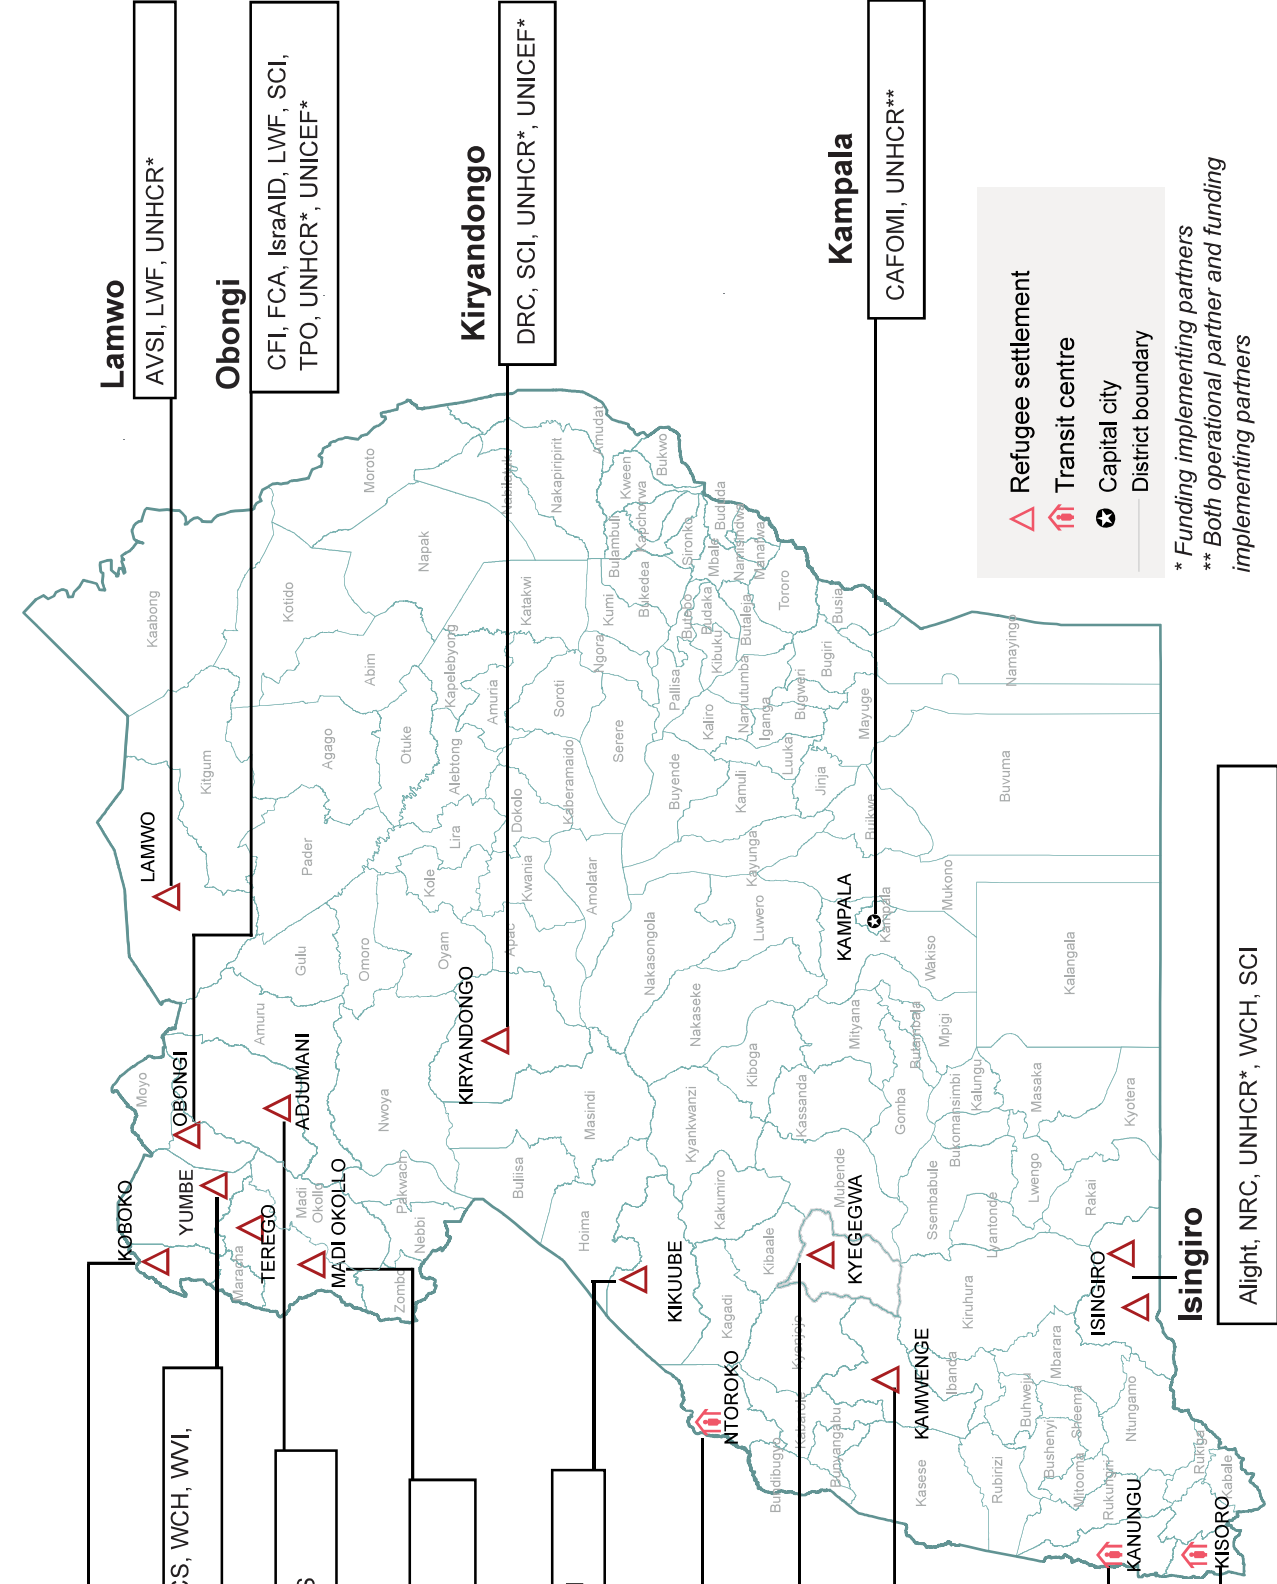 Lamwo
AVSI, LWF, UNHCR*
Obongi
CFI, FCA, IsraAID, LWF, SCI,
TPO, UNHCR*, UNICEF*
Kiryandongo
DRC, SCI, UNHCR*, UNICEF*
Kampala
CAFOMI, UNHCR**
Refugee settlement
Transit centre
Capital city
District boundary
* Funding implementing partners
** Both operational partner and funding
implementing partners
Isingiro
Alight, NRC, UNHCR*, WCH, SCI
CS, WCH, WVI,
S
LAMWO
OBONGI
ADJUMANI
KOBOKO
YUMBE
TEREGO
MADI OKOLLO
KIRYANDONGO
KIKUUBE
KAMPALA
KYEGEGWA
NTOROKO
KAMWENGE
ISINGIRO
KANUNGU
KISORO
Kaabong
Kitgum
Moroto
Kotido
Napak
Abim
Agago
Otuke
Pader
Gulu
Omoro
Amuru
Moyo
Nwoya
Maracha
Madi
Okollo
Pakwach
Nebbi
Zombo
Nabilatuk
Nakapiripirit
Amudat
Katakwi
Kapelebyong
Amuria
Soroti
Alebtong
Dokolo
Kaberamaido
Lira
Kole
Kwania
Amolatar
Oyam
Apac
Masindi
Buliisa
Hoima
Ngora
Kumi
Serere
Bukedea
Bulambuli
Kween
Kapchorwa
Bukwo
Sironko
Mbale
Bududa
Namisindwa
Manafwa
Tororo
Butebo
Budaka
Butaleja
Kibuku
Pallisa
Kaliro
Namutumba
Iganga
Bugweri
Bugiri
Busia
Namayingo
Mayuge
Luuka
Jinja
Kamuli
Buyende
Kayunga
Buikwe
Buvuma
Mukono
Kampala
Luwero
Nakasongola
Nakaseke
Wakiso
Kalangala
Mityana
Butambala
Mpigi
Kiboga
Kyankwanzi
Kassanda
Gomba
Bukomansimbi
Kalungu
Masaka
Kyotera
Mubende
Kakumiro
Kibaale
Kagadi
Ssembabule
Lyantonde
Lwengo
Rakai
Kyenjojo
Kabarole
Bunyangabu
Bundibugyo
Kiruhura
Ibanda
Mbarara
Buhweju
Sheema
Bushenyi
Mitooma
Rubirizi
Kasese
Ntungamo
Rukungiri
Rukiga
Kabale